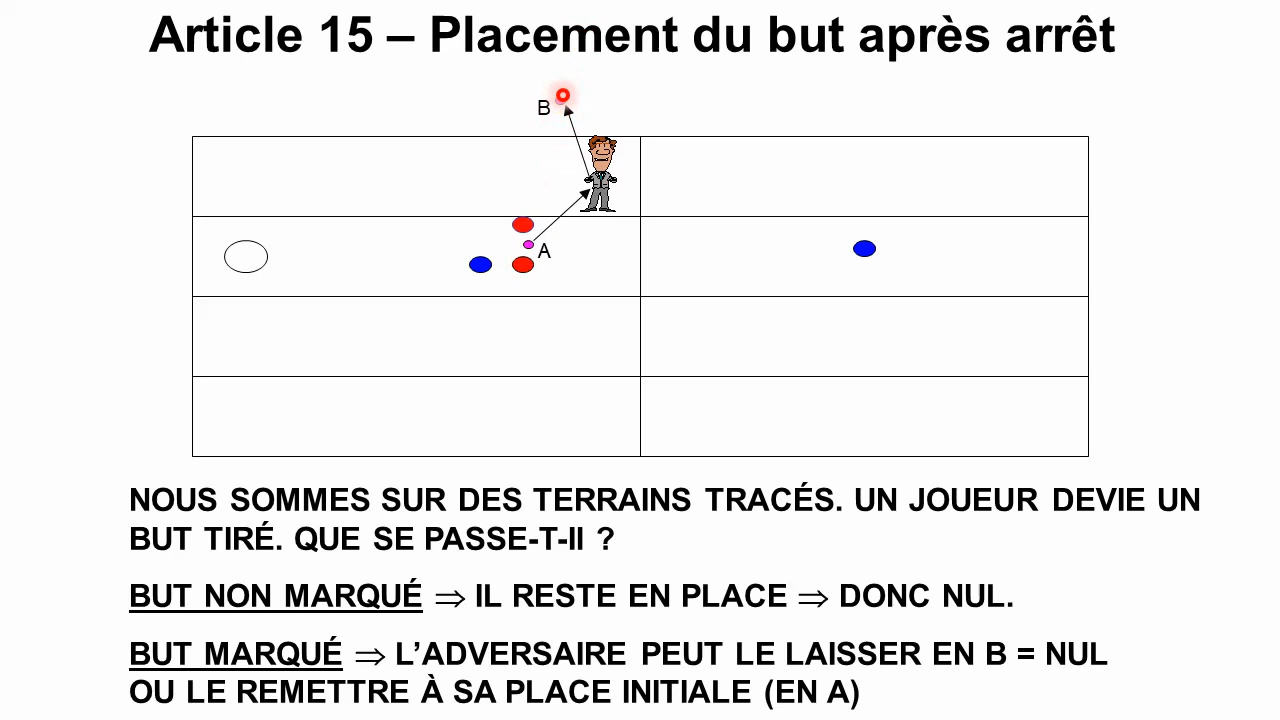 Article 15 – Placement du but après arrêt
B
A
NOUS SOMMES SUR DES TERRAINS TRACÉS. UN JOUEUR DEVIE UN
BUT TIRÉ. QUE SE PASSE-T-Il ?
BUT NON MARQUÉ ⇒ IL RESTE EN PLACE ⇒ DONC NUL.
BUT MARQUÉ ⇒ L’ADVERSAIRE PEUT LE LAISSER EN B = NUL
OU LE REMETTRE À SA PLACE INITIALE (EN A)